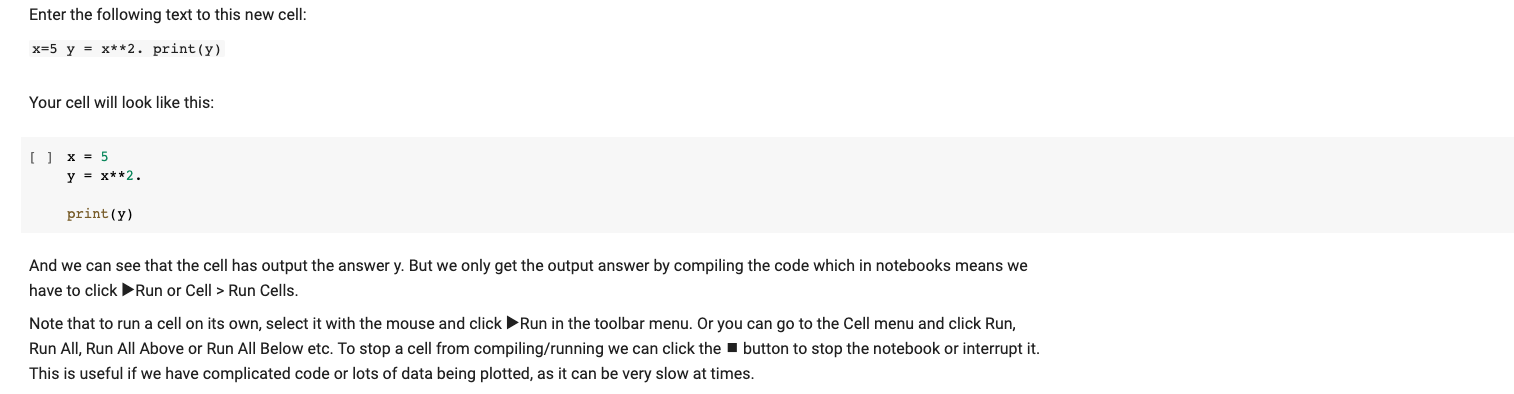 Enter the following text to this new cell:
x=5 y = x**2. print(y)
Your cell will look like this:
[ ] x = 5
y = x**2.
print(y)
And we can see that the cell has output the answer y. But we only get the output answer by compiling the code which in notebooks means we
have to click ▶Run or Cell > Run Cells.
Note that to run a cell on its own, select it with the mouse and click ▶Run in the toolbar menu. Or you can go to the Cell menu and click Run,
Run All, Run All Above or Run All Below etc. To stop a cell from compiling/running we can click the ■ button to stop the notebook or interrupt it.
This is useful if we have complicated code or lots of data being plotted, as it can be very slow at times.